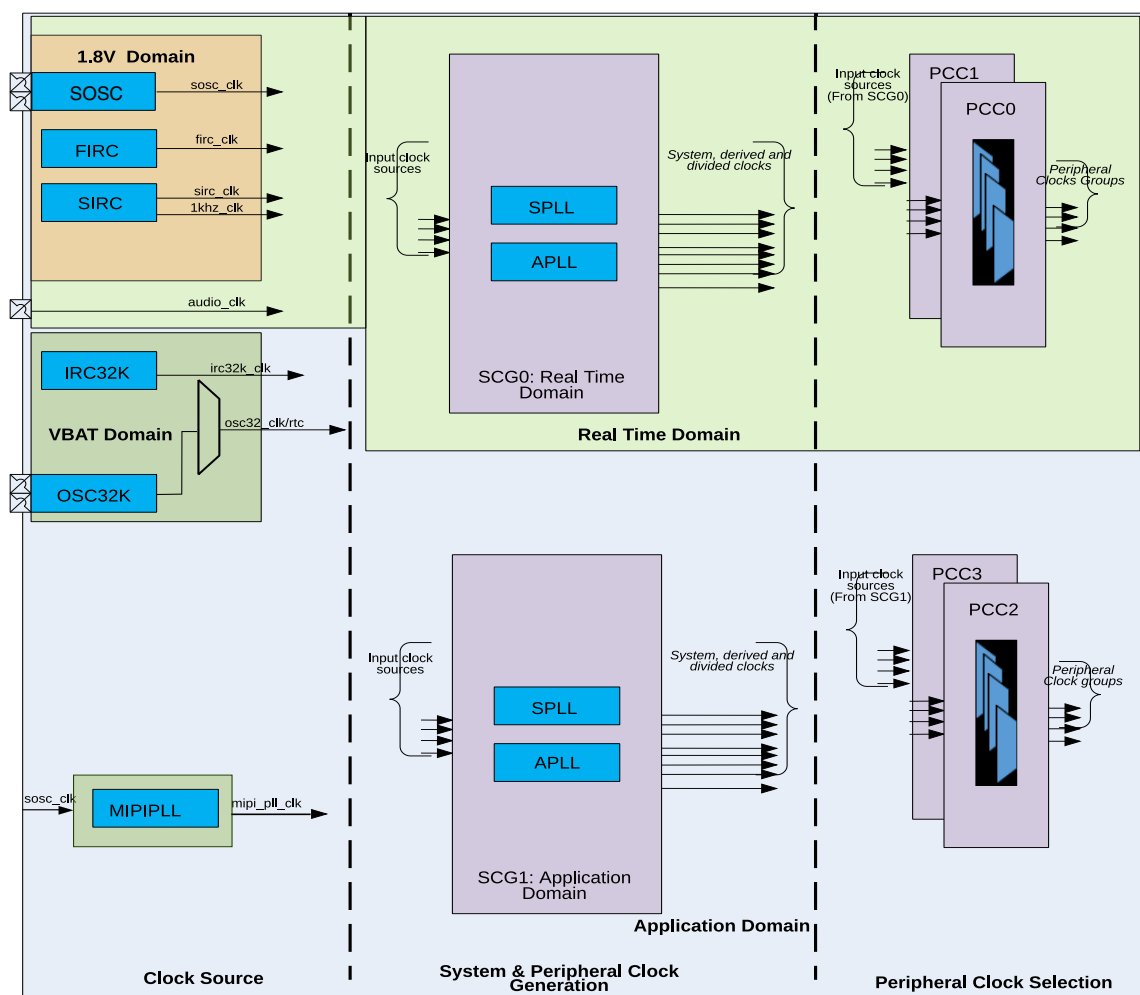 1.8V Domain
SOSC
sosc_clk
FIRC
firc_clk
SIRC
sirc_clk
1khz_clk
audio_clk
IRC32K
irc32k_clk
VBAT Domain
osc32_clk/rtc
OSC32K
sosc_clk
MIPIPLL
mipi_pll_clk
Clock Source
Input clock
sources
SPLL
APLL
SCG0: Real Time
Domain
System, derived and
divided clocks
Real Time Domain
Input clock
sources
(From SCG0)
PCC1
PCC0
Peripheral
Clocks Groups
Input clock
sources
SPLL
APLL
SCG1: Application
Domain
System, derived and
divided clocks
Application Domain
System & Peripheral Clock
Generation
Input clock
sources
(From SCG1)
PCC3
PCC2
Peripheral
Clock groups
Peripheral Clock Selection